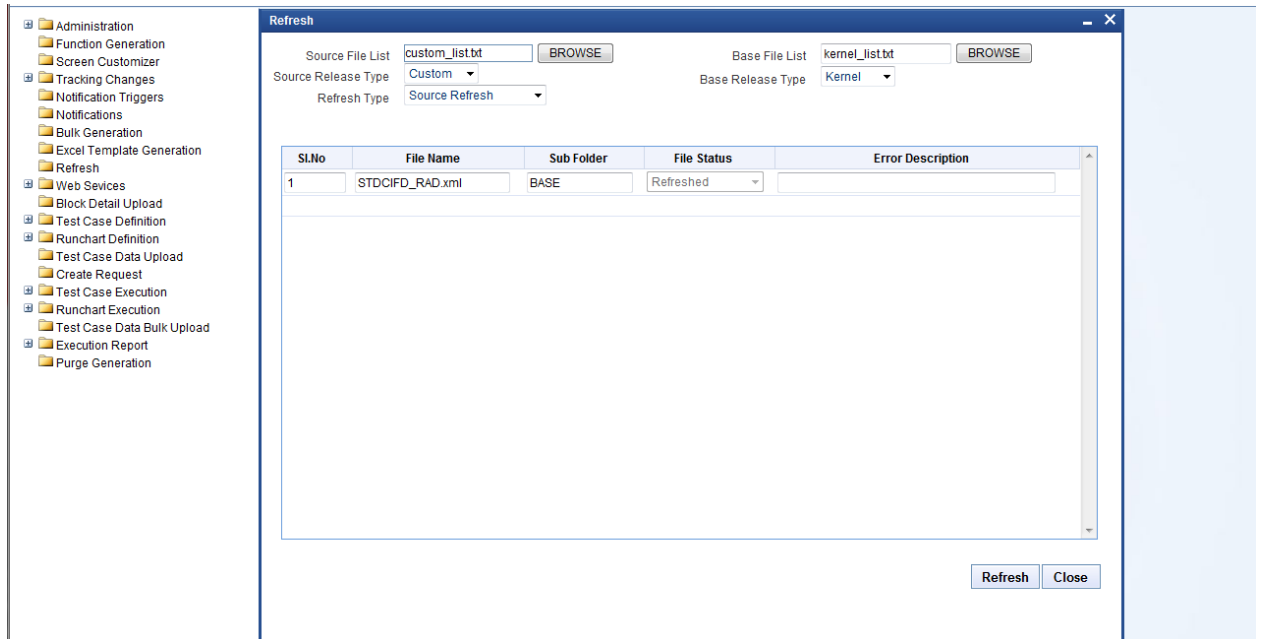 Administration
Function Generation
Screen Customizer
Tracking Changes
Notification Triggers
Notifications
Bulk Generation
Excel Template Generation
Refresh
Web Sevices
Block Detail Upload
Test Case Definition
Runchart Definition
Test Case Data Upload
Create Request
Test Case Execution
Runchart Execution
Test Case Data Bulk Upload
Execution Report
Purge Generation
Refresh
Source File List custom_list.txt BROWSE Base File List kernel_list.txt BROWSE
Source Release Type Custom Base Release Type Kernel
Refresh Type Source Refresh
Sl.No File Name Sub Folder File Status Error Description
1 STDCIFD_RAD.xml BASE Refreshed
Refresh Close